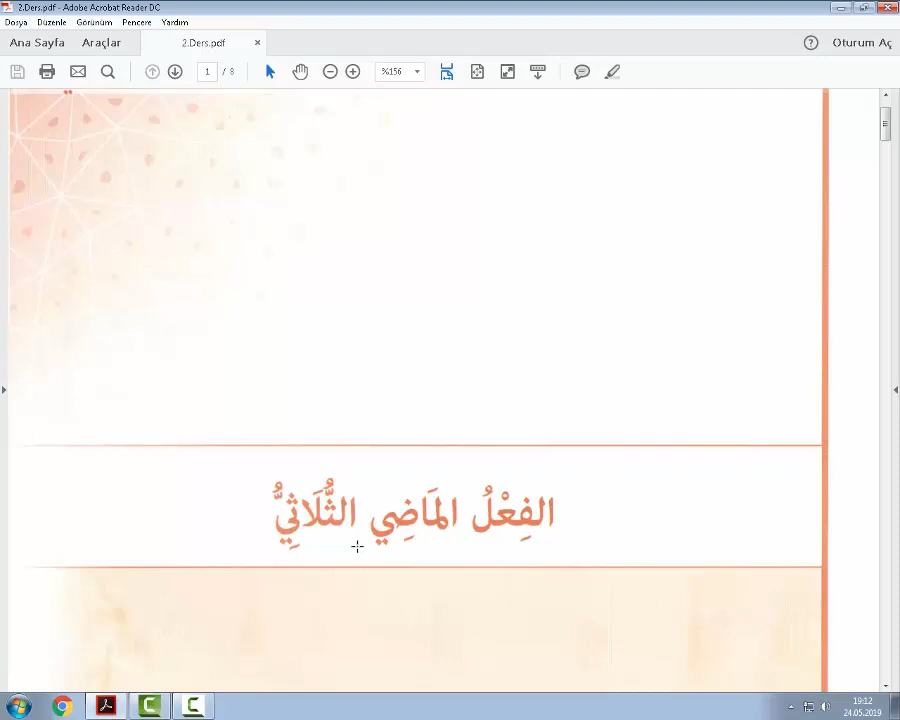 2.Ders.pdf - Adobe Acrobat Reader DC
Dosya Düzenle Görünüm Pencere Yardım
Ana Sayfa Araçlar 2.Ders.pdf Oturum Aç
1 / 8 %156
الفِعْلُ المَاضِي الثُّلَاثِيُّ
19:12
24.05.2019